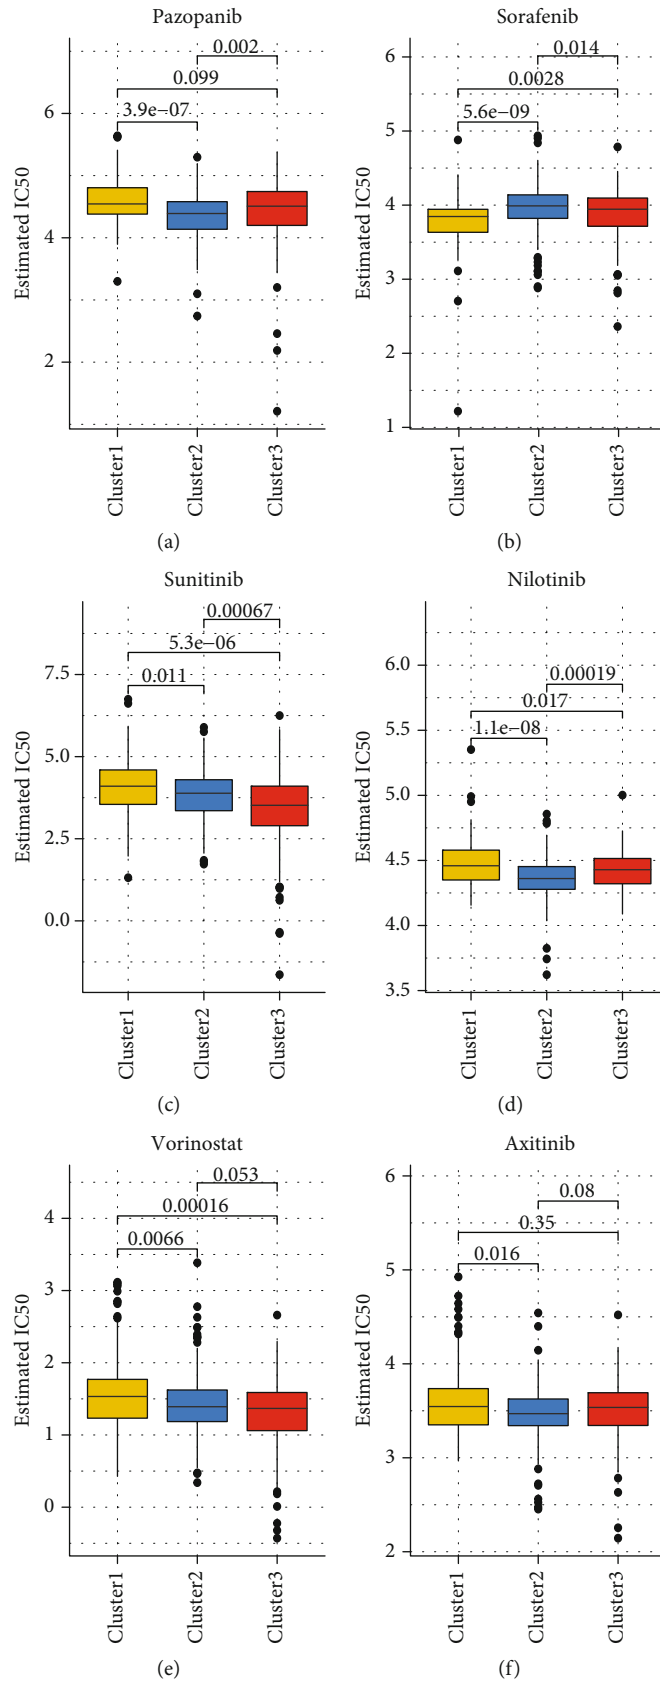 Pazopanib
Estimated IC50
6
4
2
0.002
0.099
3.9e−07
Cluster1
Cluster2
Cluster3
(a)
Sorafenib
Estimated IC50
6
5
4
3
2
1
0.014
0.0028
5.6e−09
Cluster1
Cluster2
Cluster3
(b)
Sunitinib
Estimated IC50
7.5
5.0
2.5
0.0
0.00067
5.3e−06
0.011
Cluster1
Cluster2
Cluster3
(c)
Nilotinib
Estimated IC50
6.0
5.5
5.0
4.5
4.0
3.5
0.00019
0.017
1.1e−08
Cluster1
Cluster2
Cluster3
(d)
Vorinostat
Estimated IC50
4
3
2
1
0
0.053
0.00016
0.0066
Cluster1
Cluster2
Cluster3
(e)
Axitinib
Estimated IC50
6
5
4
3
2
0.08
0.35
0.016
Cluster1
Cluster2
Cluster3
(f)